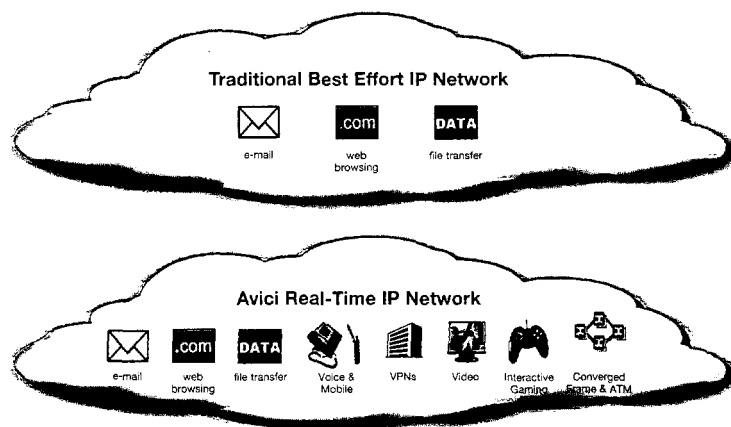 Traditional Best Effort IP Network
.com
DATA
e-mail
web
browsing
file transfer
Avici Real-Time IP Network
.com
DATA
e-mail
web
browsing
file transfer
Voice &
Mobile
VPNs
Video
Interactive
Gaming
Converged
Frame & ATM